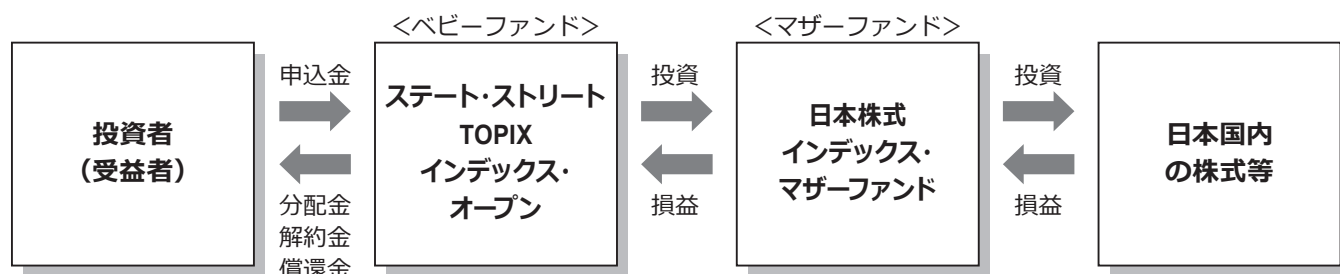 <ベビーファンド>
<マザーファンド>
投資者
(受益者)
申込金
分配金
解約金
償還金
ステート・ストリート
TOPIX
インデックス・
オープン
投資
損益
日本株式
インデックス・
マザーファンド
投資
損益
日本国内
の株式等